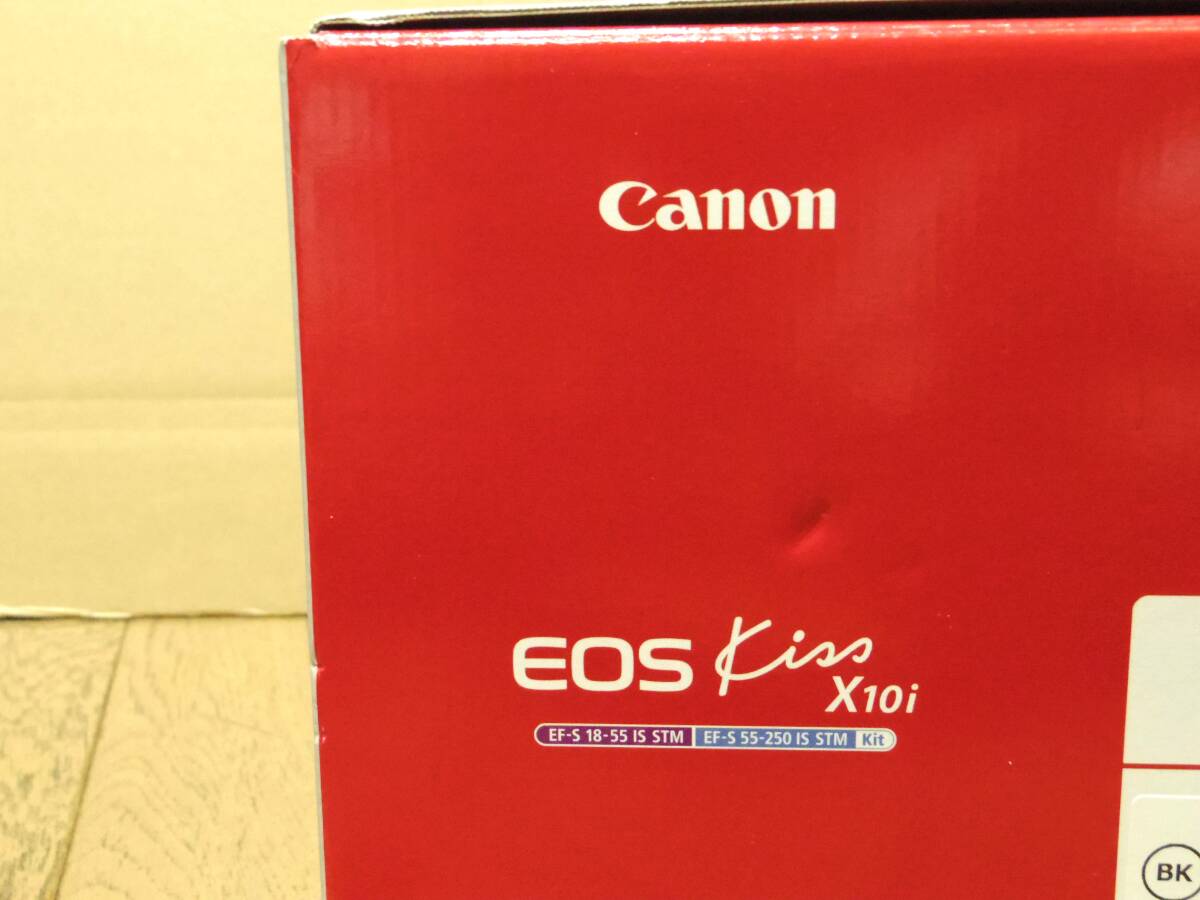 Canon
EOS Kiss X10i
EF-S 18-55 IS STM EF-S 55-250 IS STM Kit
BK